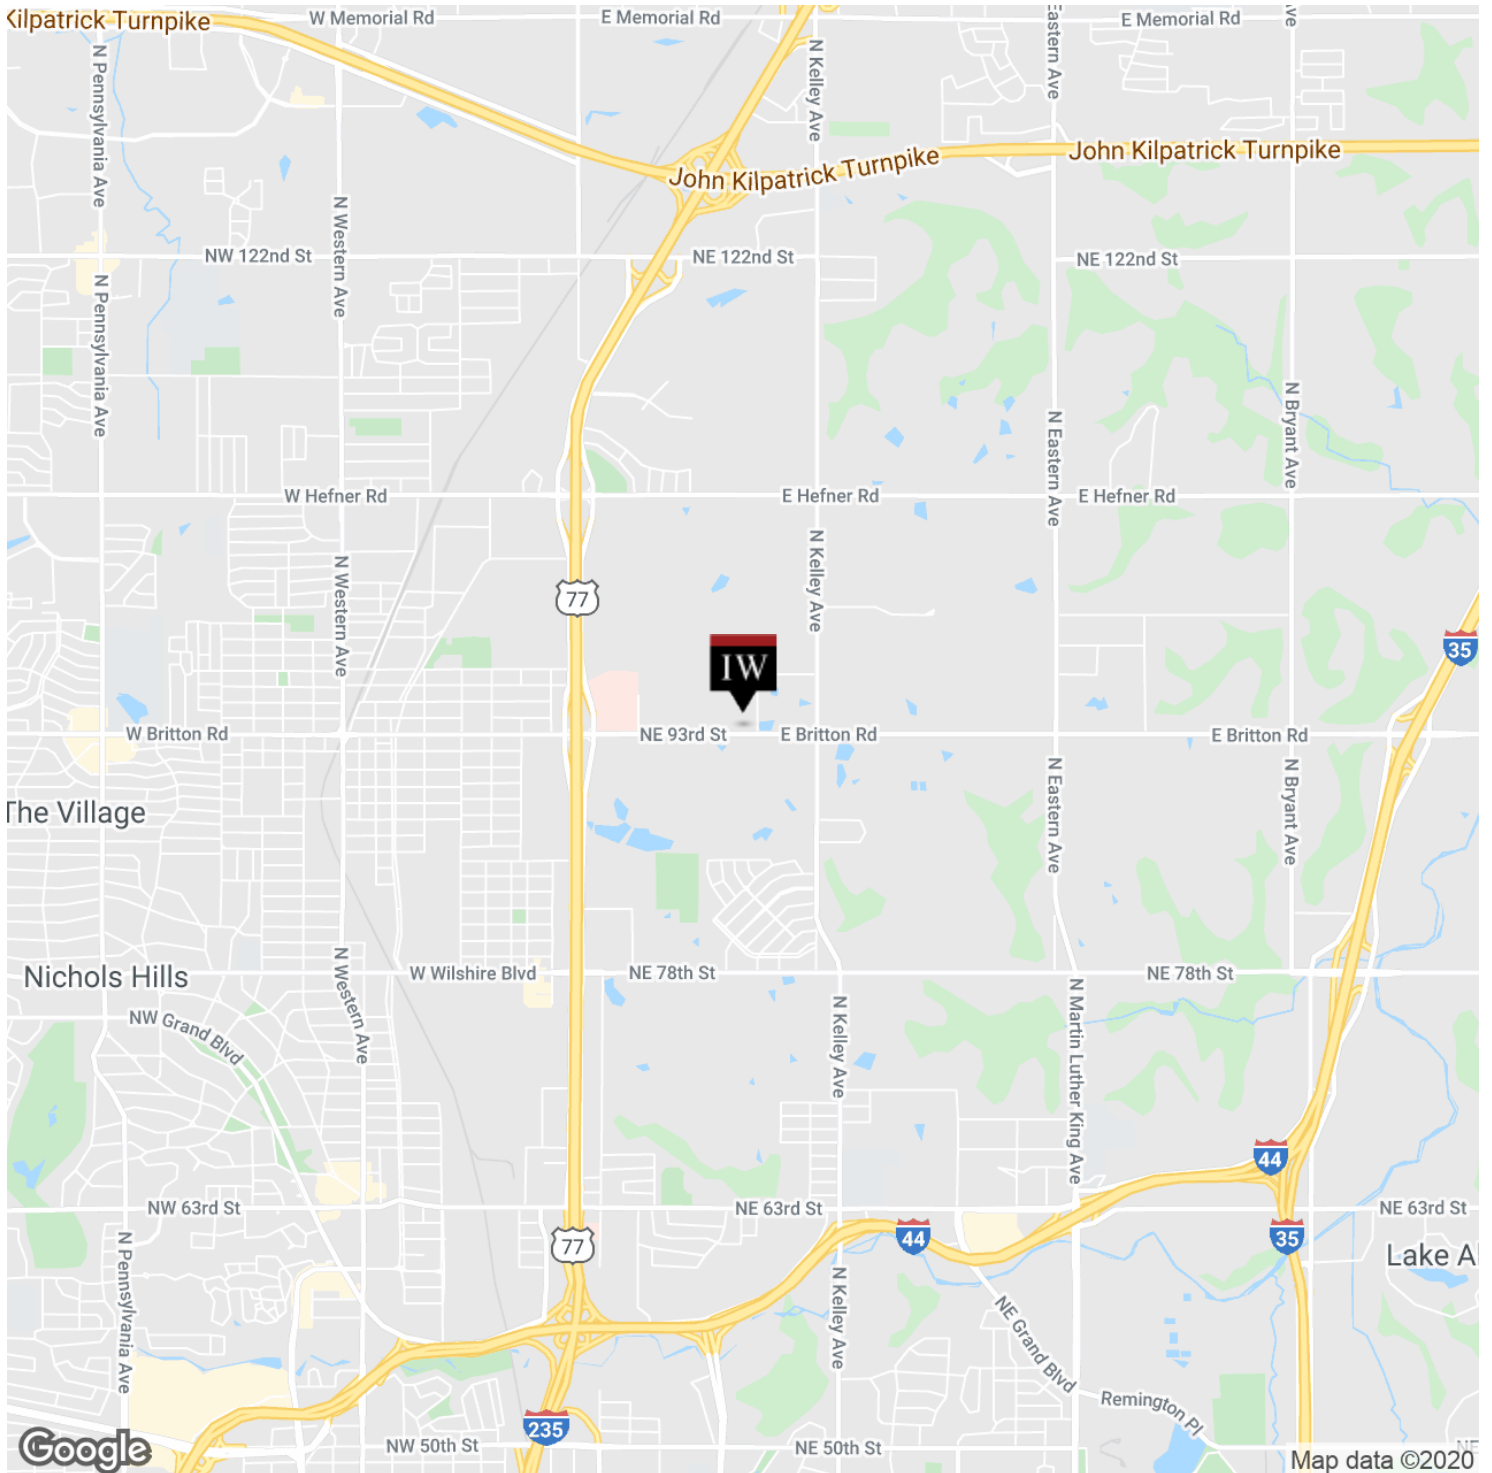 Kilpatrick Turnpike
W Memorial Rd
E Memorial Rd
E Memorial Rd
Eastern Ave
ve
N Pennsylvania Ave
N Kelley Ave
John Kilpatrick Turnpike
John Kilpatrick Turnpike
N Western Ave
NW 122nd St
NE 122nd St
NE 122nd St
N Pennsylvania Ave
N Bryant Ave
N Eastern Ave
W Hefner Rd
E Hefner Rd
E Hefner Rd
N Western Ave
N Kelley Ave
77
35
IW
W Britton Rd
NE 93rd St
E Britton Rd
E Britton Rd
N Eastern Ave
N Bryant Ave
The Village
Nichols Hills
W Wilshire Blvd
NE 78th St
NE 78th St
N Western Ave
NW Grand Blvd
N Kelley Ave
N Martin Luther King Ave
44
NW 63rd St
NE 63rd St
NE 63rd St
77
44
35
Lake A
N Pennsylvania Ave
N Kelley Ave
NE Grand Blvd
Remington Pl
235
NW 50th St
NE 50th St
NE
Google
Map data ©2020